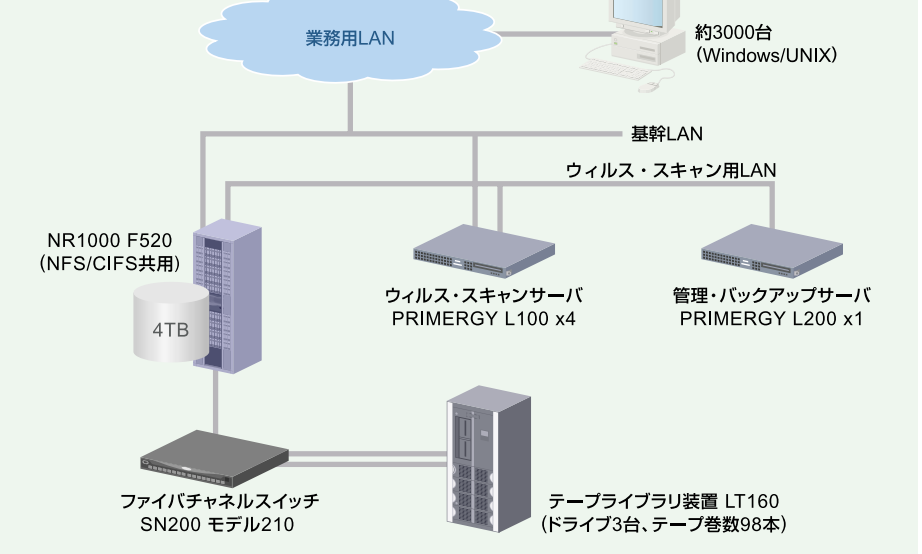 業務用LAN
約3000台
（Windows/UNIX）
基幹LAN
ウィルス・スキャン用LAN
NR1000 F520
（NFS/CIFS共用）
4TB
ウィルス・スキャンサーバ
PRIMERGY L100 x4
管理・バックアップサーバ
PRIMERGY L200 x1
ファイバチャネルスイッチ
SN200 モデル210
テープライブラリ装置 LT160
（ドライブ3台、テープ巻数98本）